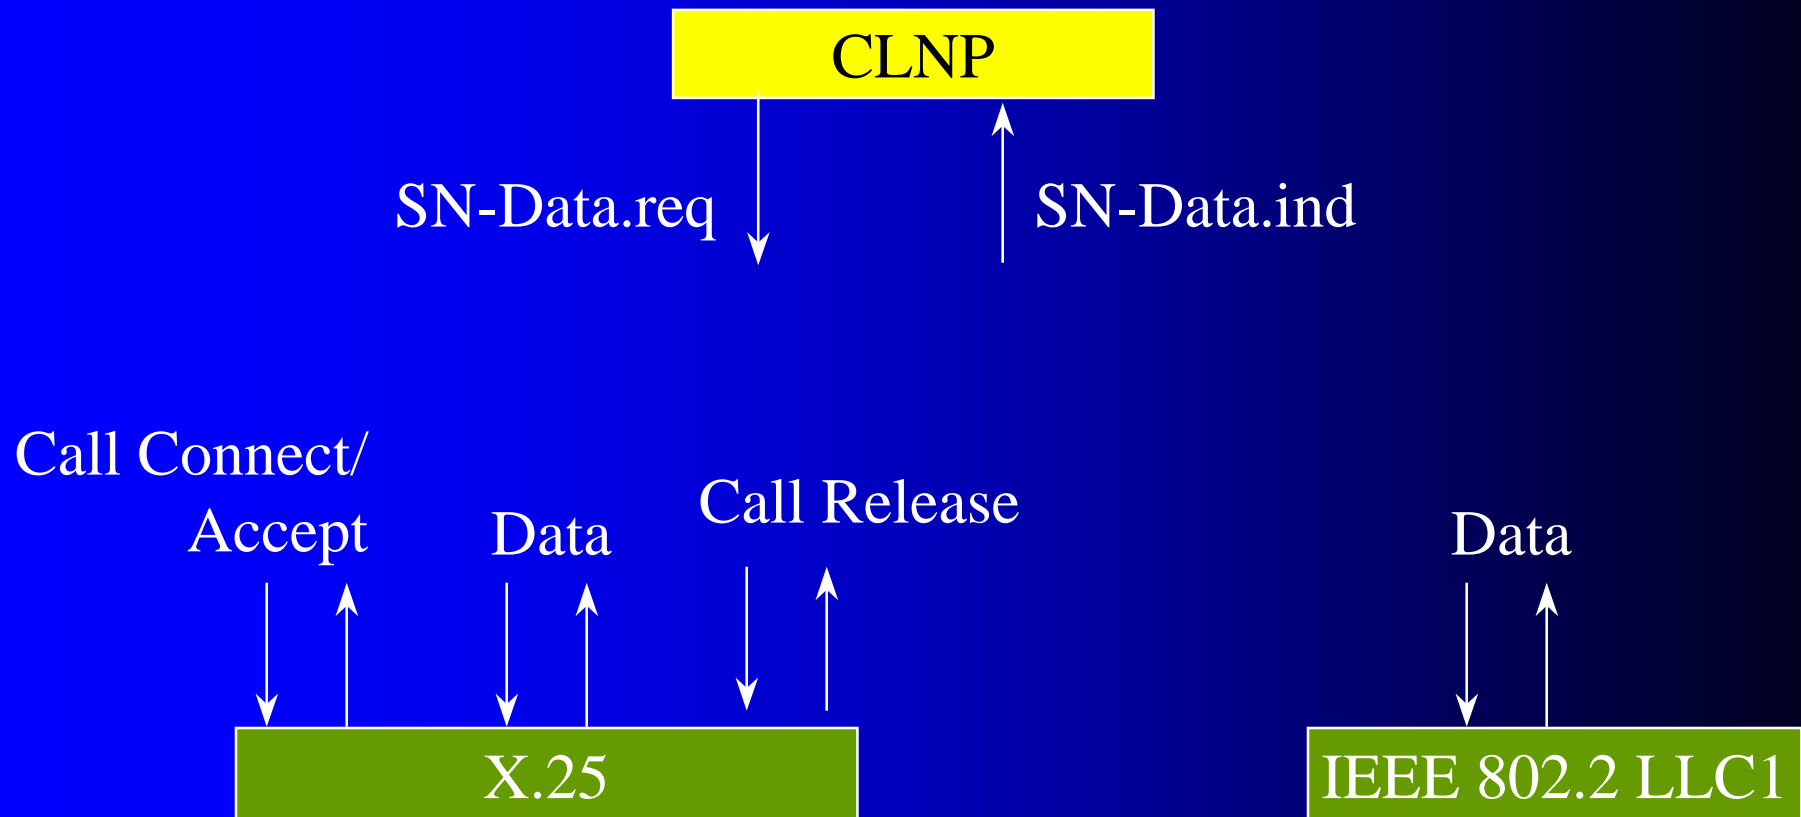 CLNP
SN-Data.req
SN-Data.ind
Call Connect/
Accept
Data
Call Release
Data
X.25
IEEE 802.2 LLC1